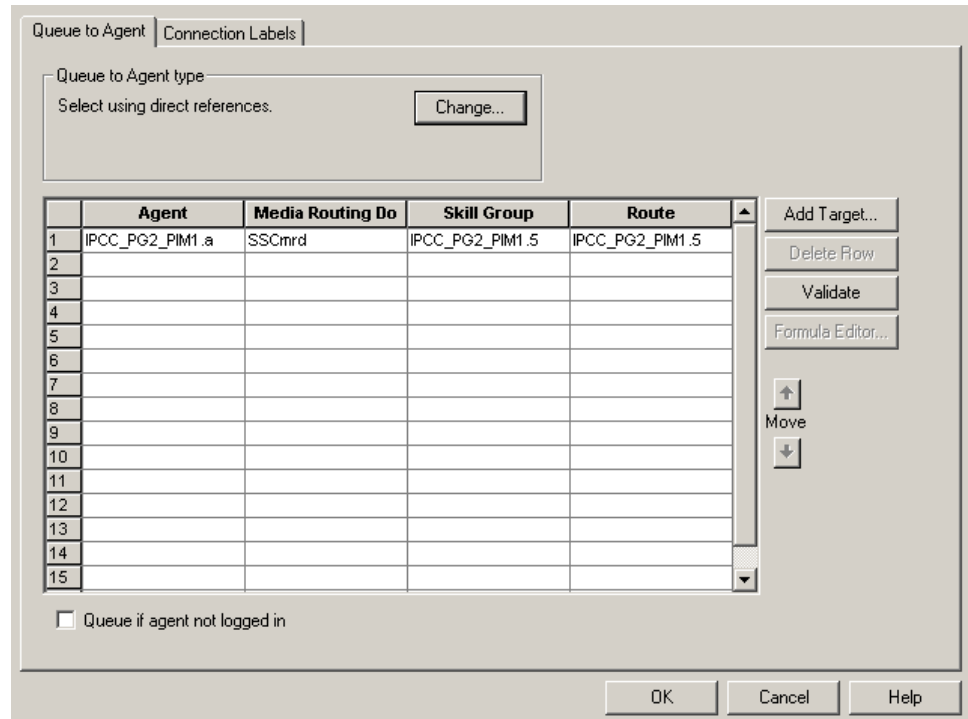 Queue to Agent Connection Labels
Queue to Agent type
Select using direct references.
Change...
Agent Media Routing Do Skill Group Route
1 IPCC_PG2_PIM1.a SSCmrd IPCC_PG2_PIM1.5 IPCC_PG2_PIM1.5
2
3
4
5
6
7
8
9
10
11
12
13
14
15
Add Target...
Delete Row
Validate
Formula Editor...
Move
Queue if agent not logged in
OK Cancel Help